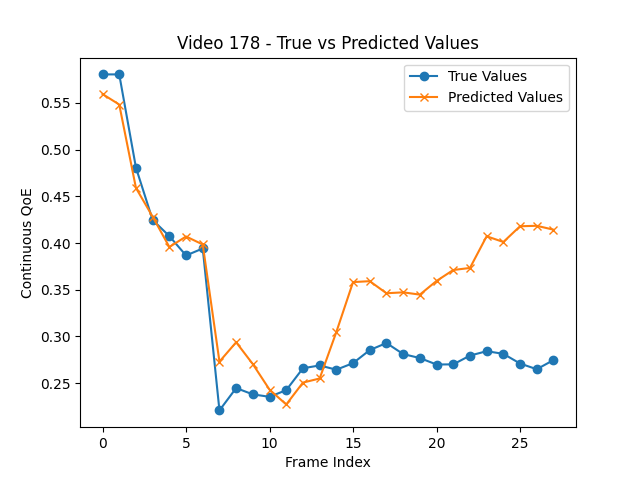 Video 178 - True vs Predicted Values
True Values
Predicted Values
Continuous QoE
0.55
0.50
0.45
0.40
0.35
0.30
0.25
0 5 10 15 20 25
Frame Index